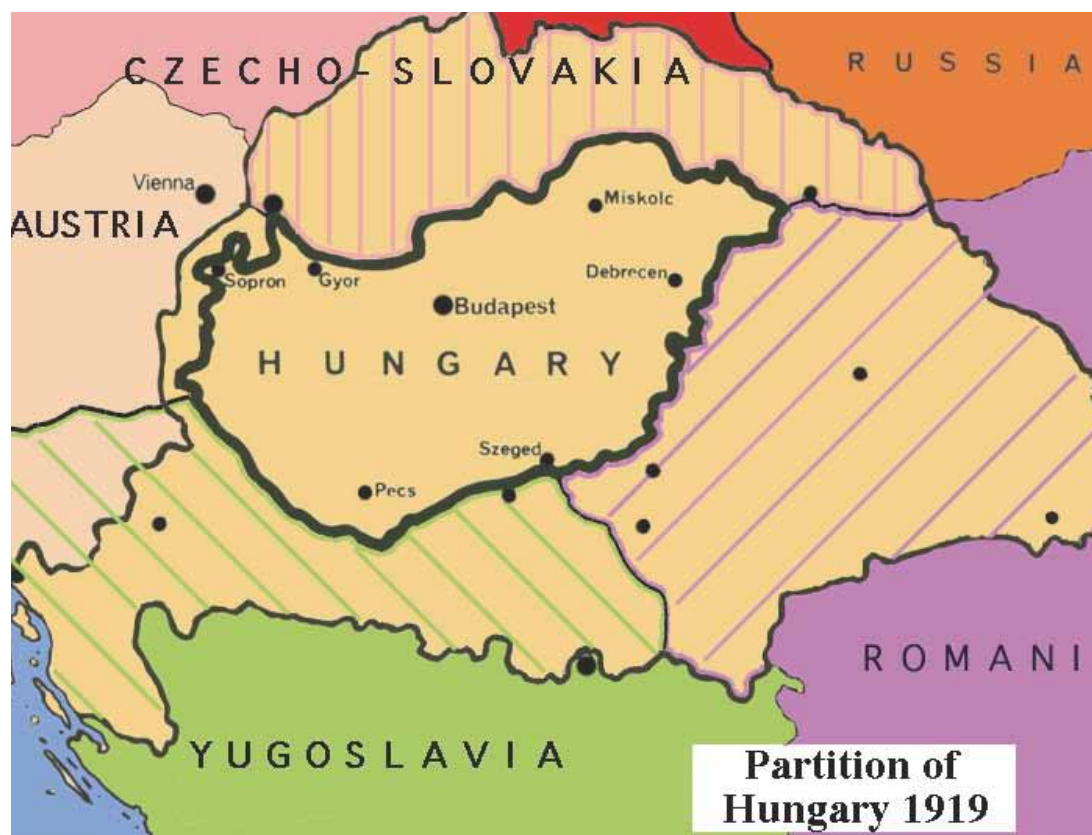 CZECHO-SLOVAKIA
RUSSIA
Vienna
Miskolc
AUSTRIA
Sopron
Gyor
Debrecen
Budapest
HUNGARY
Szeged
Pecs
ROMANI
YUGOSLAVIA
Partition of
Hungary 1919